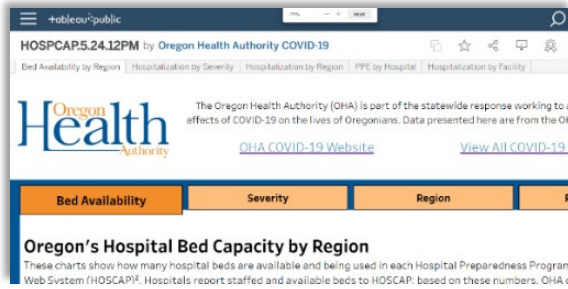 +ableau public
HOSPCAP.5.24.12PM by Oregon Health Authority COVID-19
Bed Availability by Region Hospitalization by Severity Hospitalization by Region PPE by Hospital Hospitalization by Facility
Oregon
Health
Authority
The Oregon Health Authority (OHA) is part of the statewide response working to
effects of COVID-19 on the lives of Oregonians. Data presented here are from the
OHA COVID-19 Website View All COVID-19
Bed Availability Severity Region
Oregon's Hospital Bed Capacity by Region
These charts show how many hospital beds are available and being used in each Hospital Preparedness Program
Web System (HOSCAP)². Hospitals report staffed and available beds to HOSCAP; based on these numbers, OHA